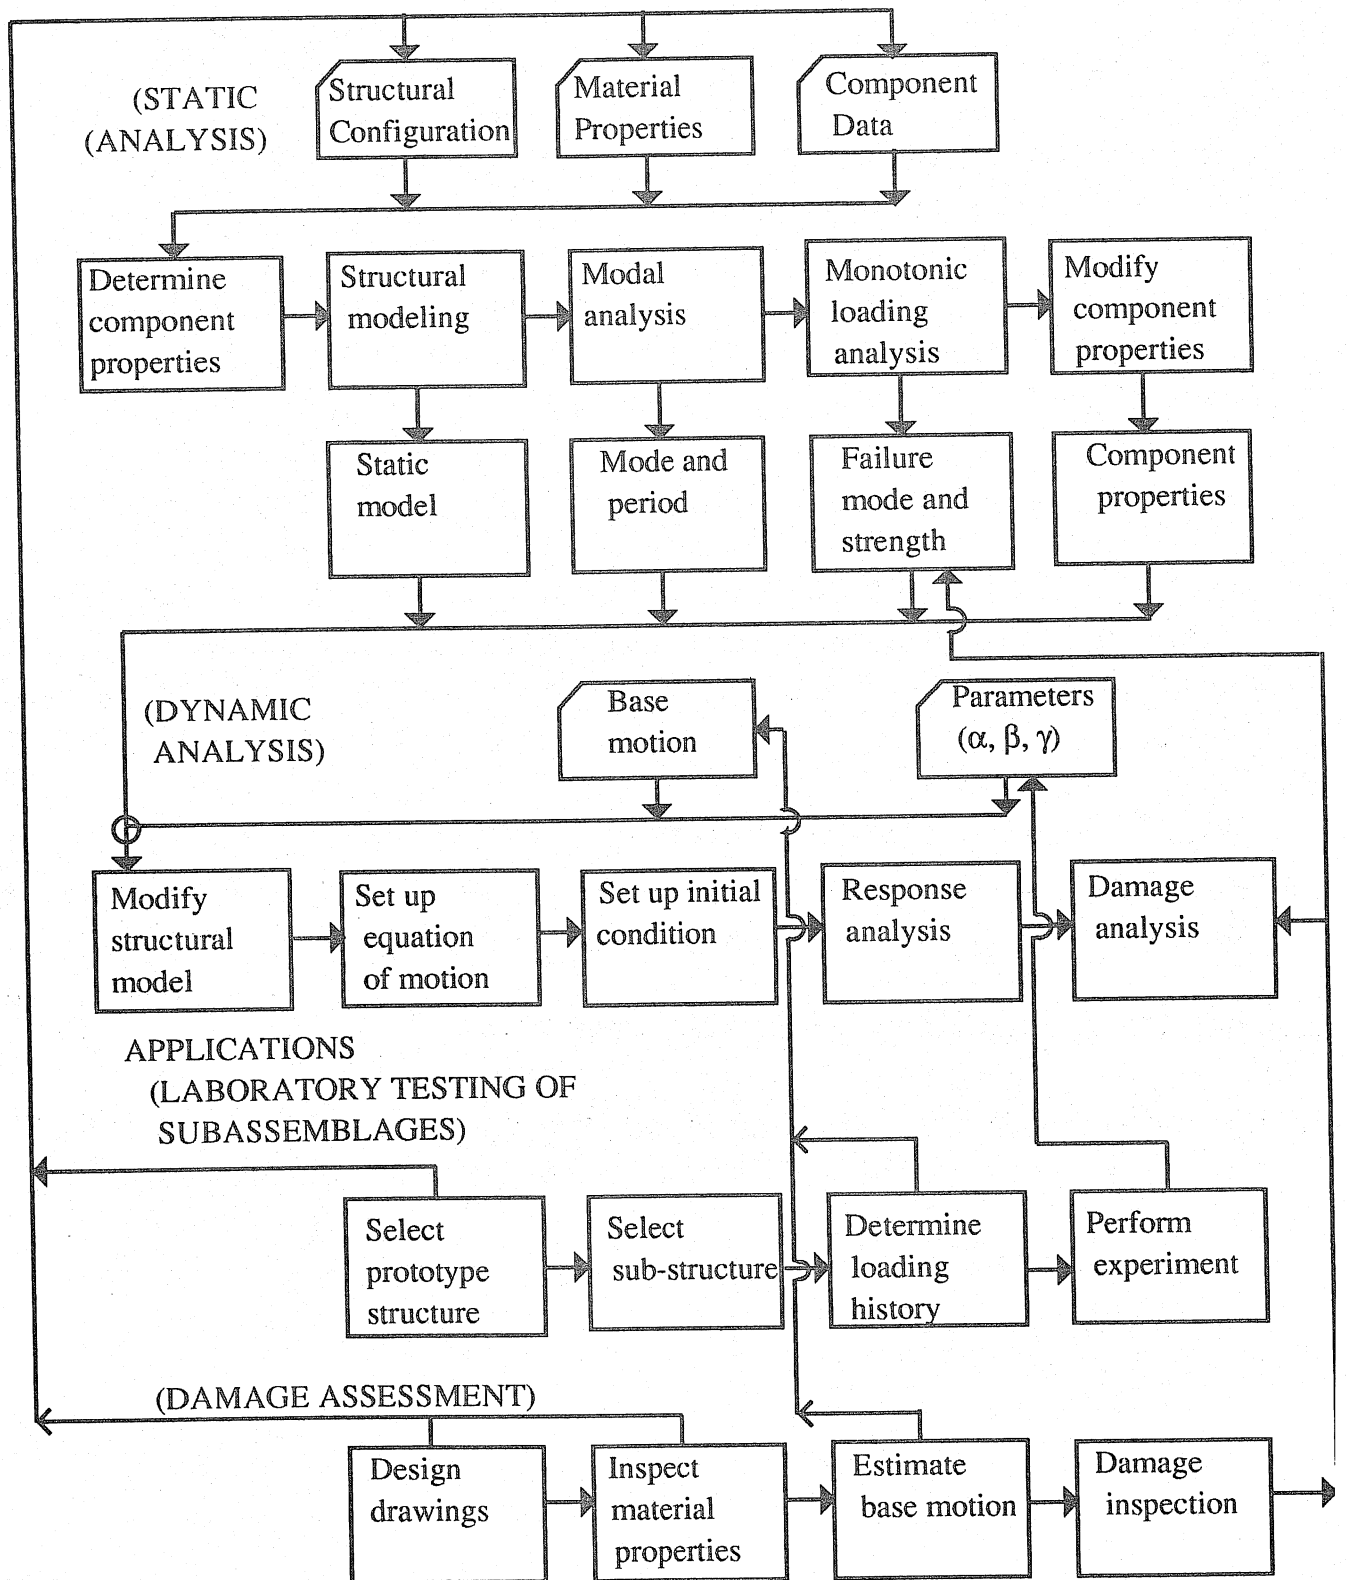 (STATIC
(ANALYSIS)
Structural
Configuration
Material
Properties
Component
Data
Determine
component
properties
Structural
modeling
Modal
analysis
Monotonic
loading
analysis
Modify
component
properties
Static
model
Mode and
period
Failure
mode and
strength
Component
properties
(DYNAMIC
ANALYSIS)
Base
motion
Parameters
(α, β, γ)
Modify
structural
model
Set up
equation
of motion
Set up initial
condition
Response
analysis
Damage
analysis
APPLICATIONS
(LABORATORY TESTING OF
SUBASSEMBLAGES)
Select
prototype
structure
Select
sub-structure
Determine
loading
history
Perform
experiment
(DAMAGE ASSESSMENT)
Design
drawings
Inspect
material
properties
Estimate
base motion
Damage
inspection